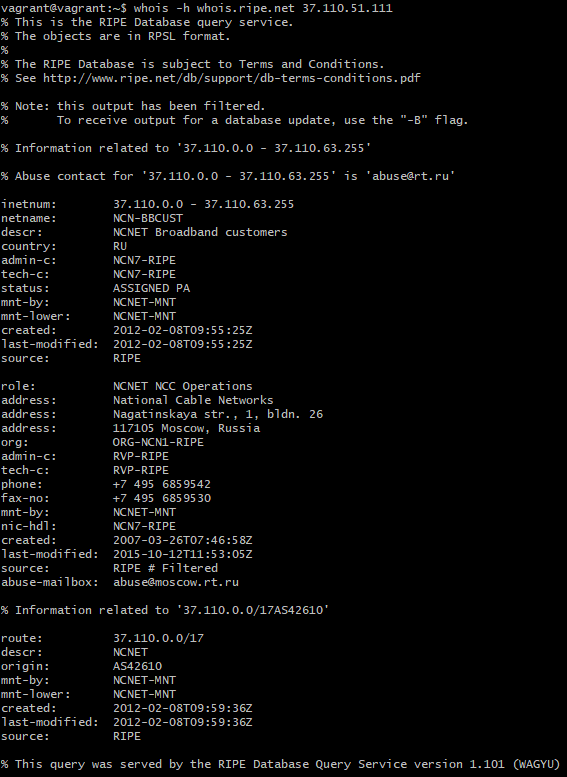 vagrant@vagrant:~$ whois -h whois.ripe.net 37.110.51.111
% This is the RIPE Database query service.
% The objects are in RPSL format.
%
% The RIPE Database is subject to Terms and Conditions.
% See http://www.ripe.net/db/support/db-terms-conditions.pdf

% Note: this output has been filtered.
%       To receive output for a database update, use the "-B" flag.

% Information related to '37.110.0.0 - 37.110.63.255'

% Abuse contact for '37.110.0.0 - 37.110.63.255' is 'abuse@rt.ru'

inetnum:        37.110.0.0 - 37.110.63.255
netname:        NCN-BBCUST
descr:          NCNET Broadband customers
country:        RU
admin-c:        NCN7-RIPE
tech-c:         NCN7-RIPE
status:         ASSIGNED PA
mnt-by:         NCNET-MNT
mnt-lower:      NCNET-MNT
created:        2012-02-08T09:55:25Z
last-modified:  2012-02-08T09:55:25Z
source:         RIPE

role:           NCNET NCC Operations
address:        National Cable Networks
address:        Nagatinskaya str., 1, bldn. 26
address:        117105 Moscow, Russia
org:            ORG-NCN1-RIPE
admin-c:        RVP-RIPE
tech-c:         RVP-RIPE
phone:          +7 495 6859542
fax-no:         +7 495 6859530
mnt-by:         NCNET-MNT
nic-hdl:        NCN7-RIPE
created:        2007-03-26T07:46:58Z
last-modified:  2015-10-12T11:53:05Z
source:         RIPE # Filtered
abuse-mailbox:  abuse@moscow.rt.ru

% Information related to '37.110.0.0/17AS42610'

route:          37.110.0.0/17
descr:          NCNET
origin:         AS42610
mnt-by:         NCNET-MNT
mnt-lower:      NCNET-MNT
created:        2012-02-08T09:59:36Z
last-modified:  2012-02-08T09:59:36Z
source:         RIPE

% This query was served by the RIPE Database Query Service version 1.101 (WAGYU)